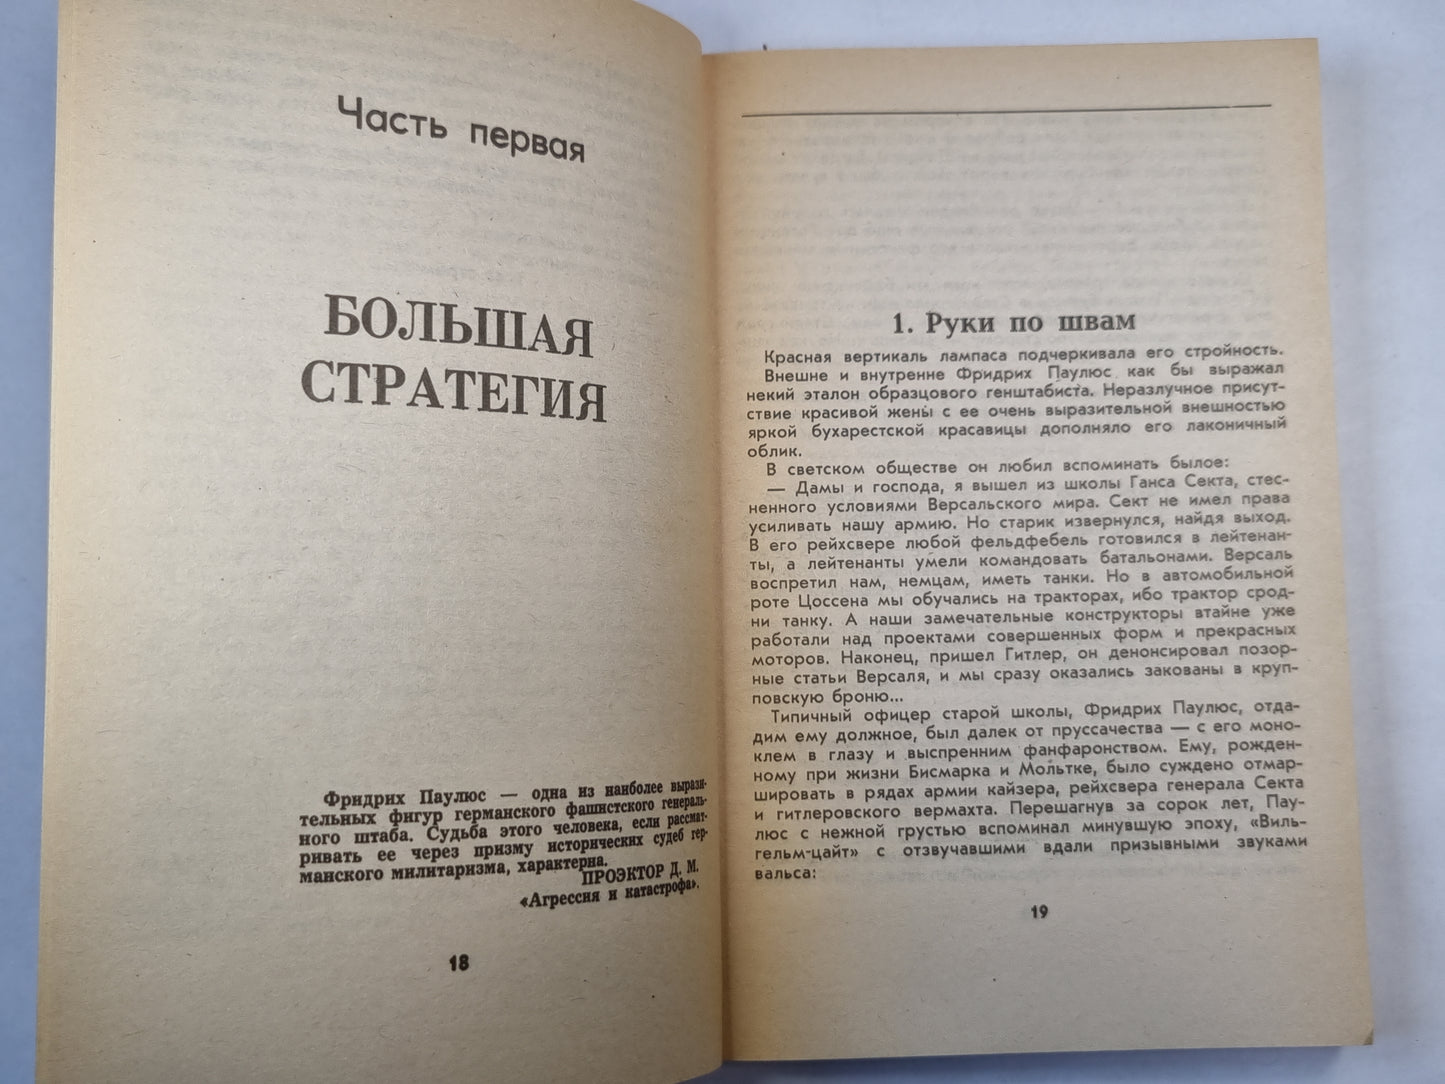 Часть первая
БОЛЬШАЯ
СТРАТЕГИЯ
Фридрих Паулюс — одна из наиболее вырази-
тельных фигур германского фашистского генераль-
ного штаба. Судьба этого человека, если рассмат-
ривать ее через призму исторических судеб гер-
манского милитаризма, характерна.
ПРОЭКТОР Д. М.
«Агрессия и катастрофа».
18
1. Руки по швам
Красная вертикаль лампаса подчеркивала его стройность.
Внешне и внутренне Фридрих Паулюс как бы выражал
некий эталон образцового генштабиста. Неразлучное присут-
ствие красивой жены с ее очень выразительной внешностью
яркой бухарестской красавицы дополняло его лаконичный
облик.
В светском обществе он любил вспоминать былое:
— Дамы и господа, я вышел из школы Ганса Секта, стес-
ненного условиями Версальского мира. Сект не имел права
усиливать нашу армию. Но старик извернулся, найдя выход.
В его рейхсвере любой фельдфебель готовился в лейтенан-
ты, а лейтенанты умели командовать батальонами. Версаль
воспретил нам, немцам, иметь танки. Но в автомобильной
роте Цоссена мы обучались на тракторах, ибо трактор срод-
ни танку. А наши замечательные конструкторы втайне уже
работали над проектами совершенных форм и прекрасных
моторов. Наконец, пришел Гитлер, он денонсировал позор-
ные статьи Версаля, и мы сразу оказались закованы в круп-
повскую броню...
Типичный офицер старой школы, Фридрих Паулюс, отда-
дим ему должное, был далек от пруссачества — с его моно-
клем в глазу и выспренним фанфаронством. Ему, рожден-
ному при жизни Бисмарка и Мольтке, было суждено отмар-
шировать в рядах армии кайзера, рейхсвера генерала Секта
и гитлеровского вермахта. Перешагнув за сорок лет, Пау-
люс с нежной грустью вспоминал минувшую эпоху, «Виль-
гельм-цайт» с отзвучавшими вдали призывными звуками
вальса:
19